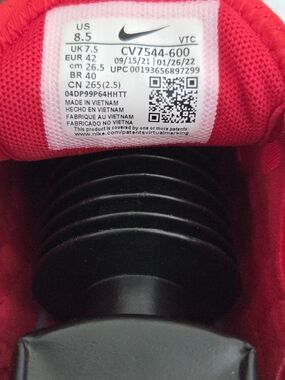 US
8.5 VTC
UK 7.5 CV7544-600
EUR 42 09/15/21 | 01/26/22
cm 26.5 UPC 00193656897299
BR 40
CN 265(2.5)
04DP99P64HHTT
MADE IN VIETNAM
HECHO EN VIETNAM
FABRIQUE AU VIETNAM
FABRICADO NO VIETNA
This product is covered by one or more patents
www.nike.com/patents/virtualmarking